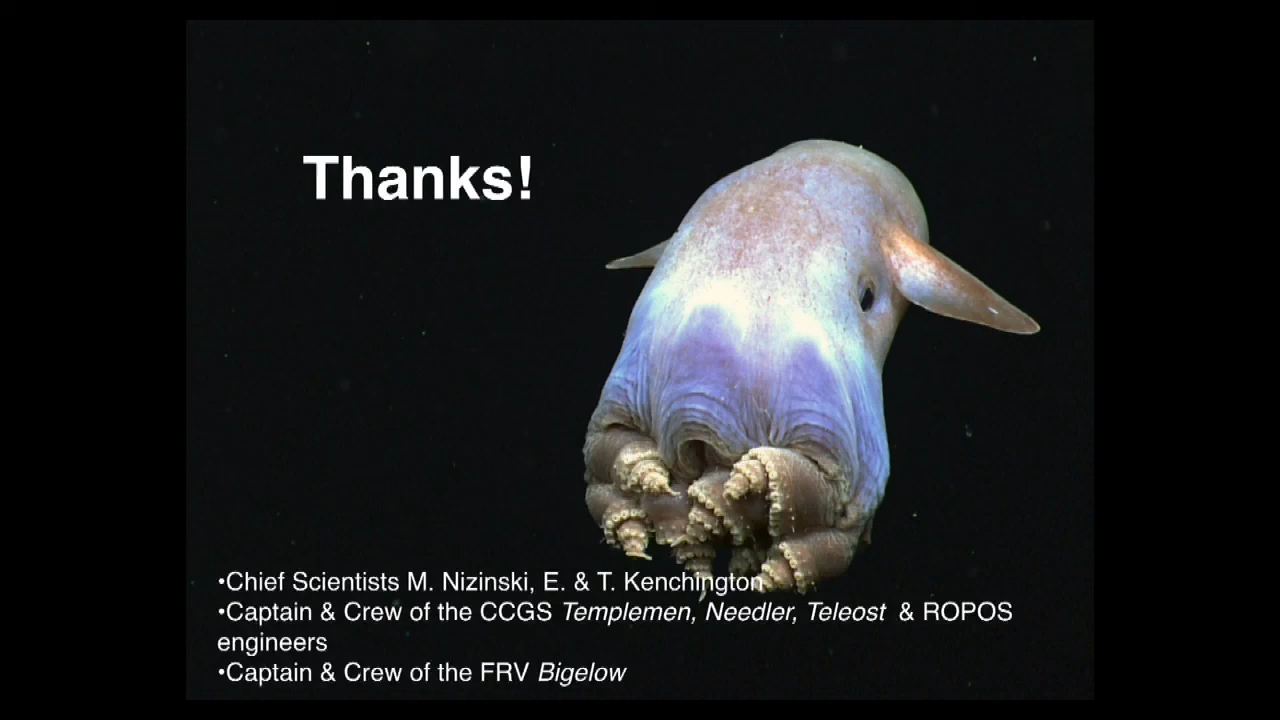 Thanks!
•Chief Scientists M. Nizinski, E. & T. Kenchington
•Captain & Crew of the CCGS Templemen, Needler, Teleost & ROPOS
engineers
•Captain & Crew of the FRV Bigelow